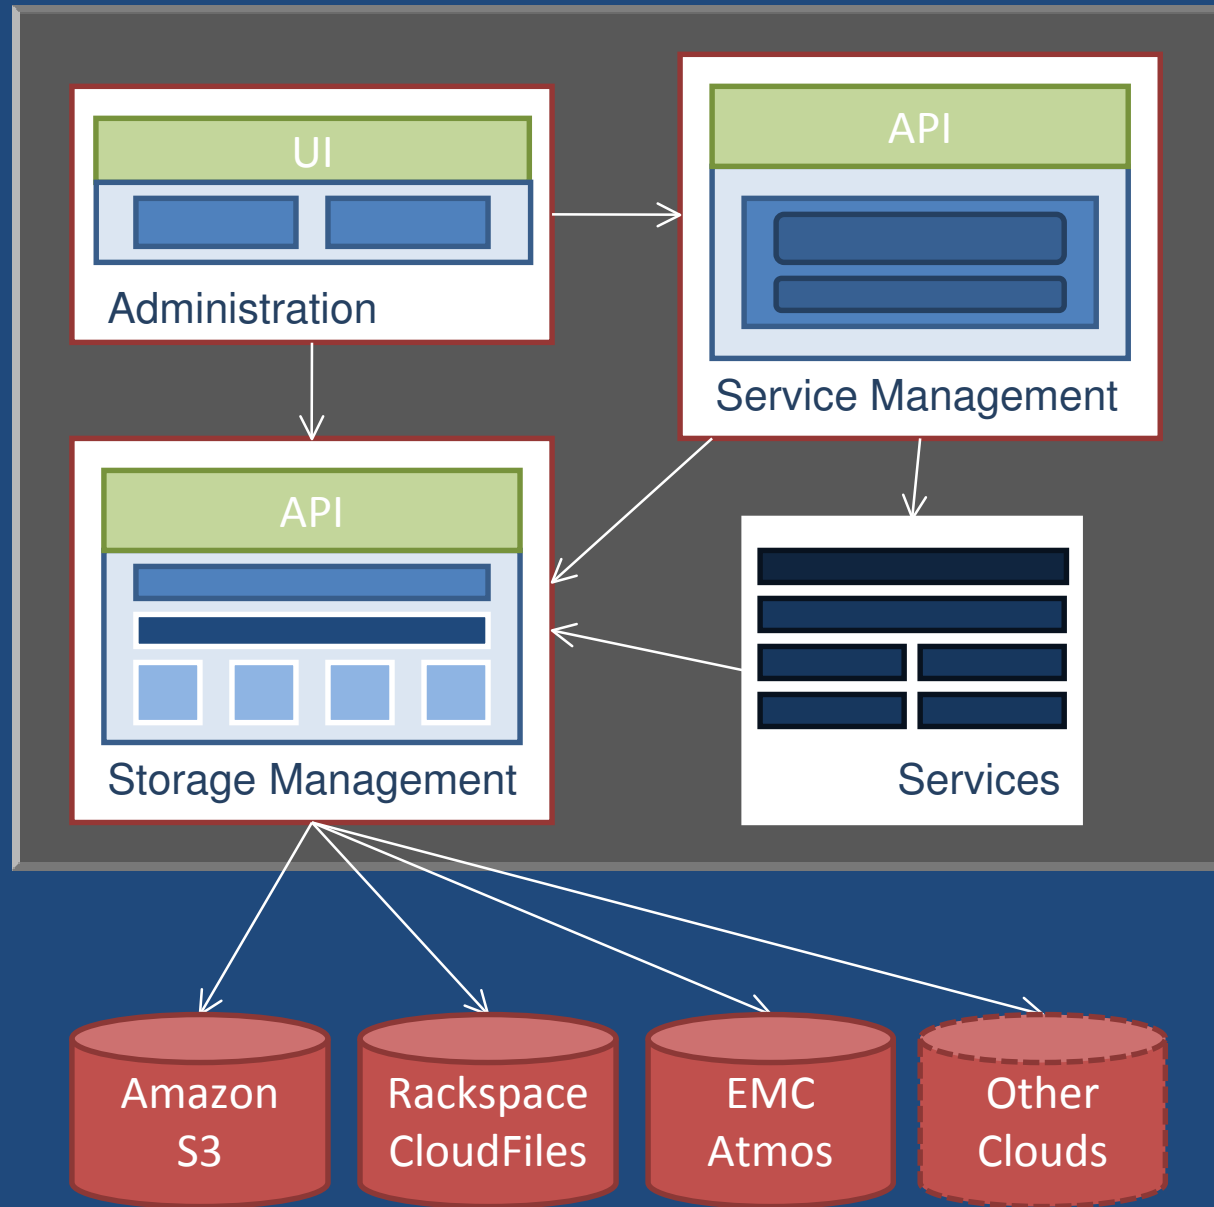 UI
Administration
API
Service Management
API
Storage Management
Services
Amazon
S3
Rackspace
CloudFiles
EMC
Atmos
Other
Clouds